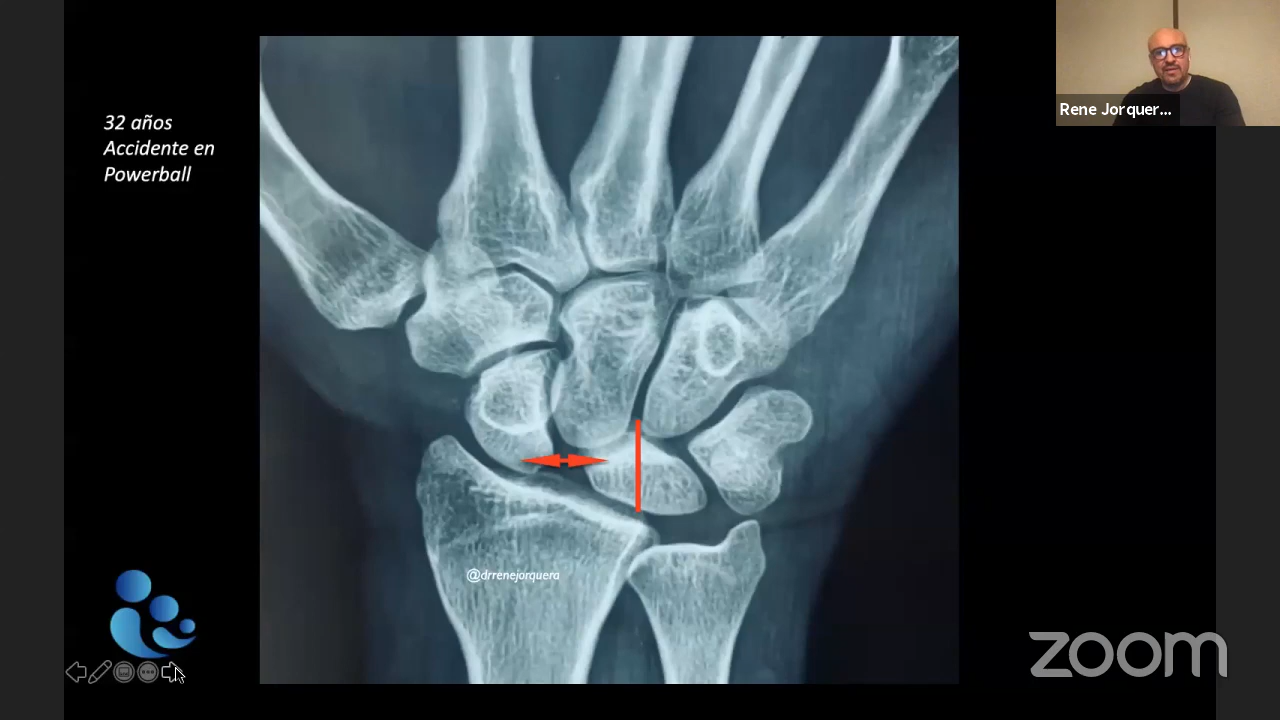 32 años
Accidente en
Powerball
Rene Jorquer...
@drrenejorquera
zoom